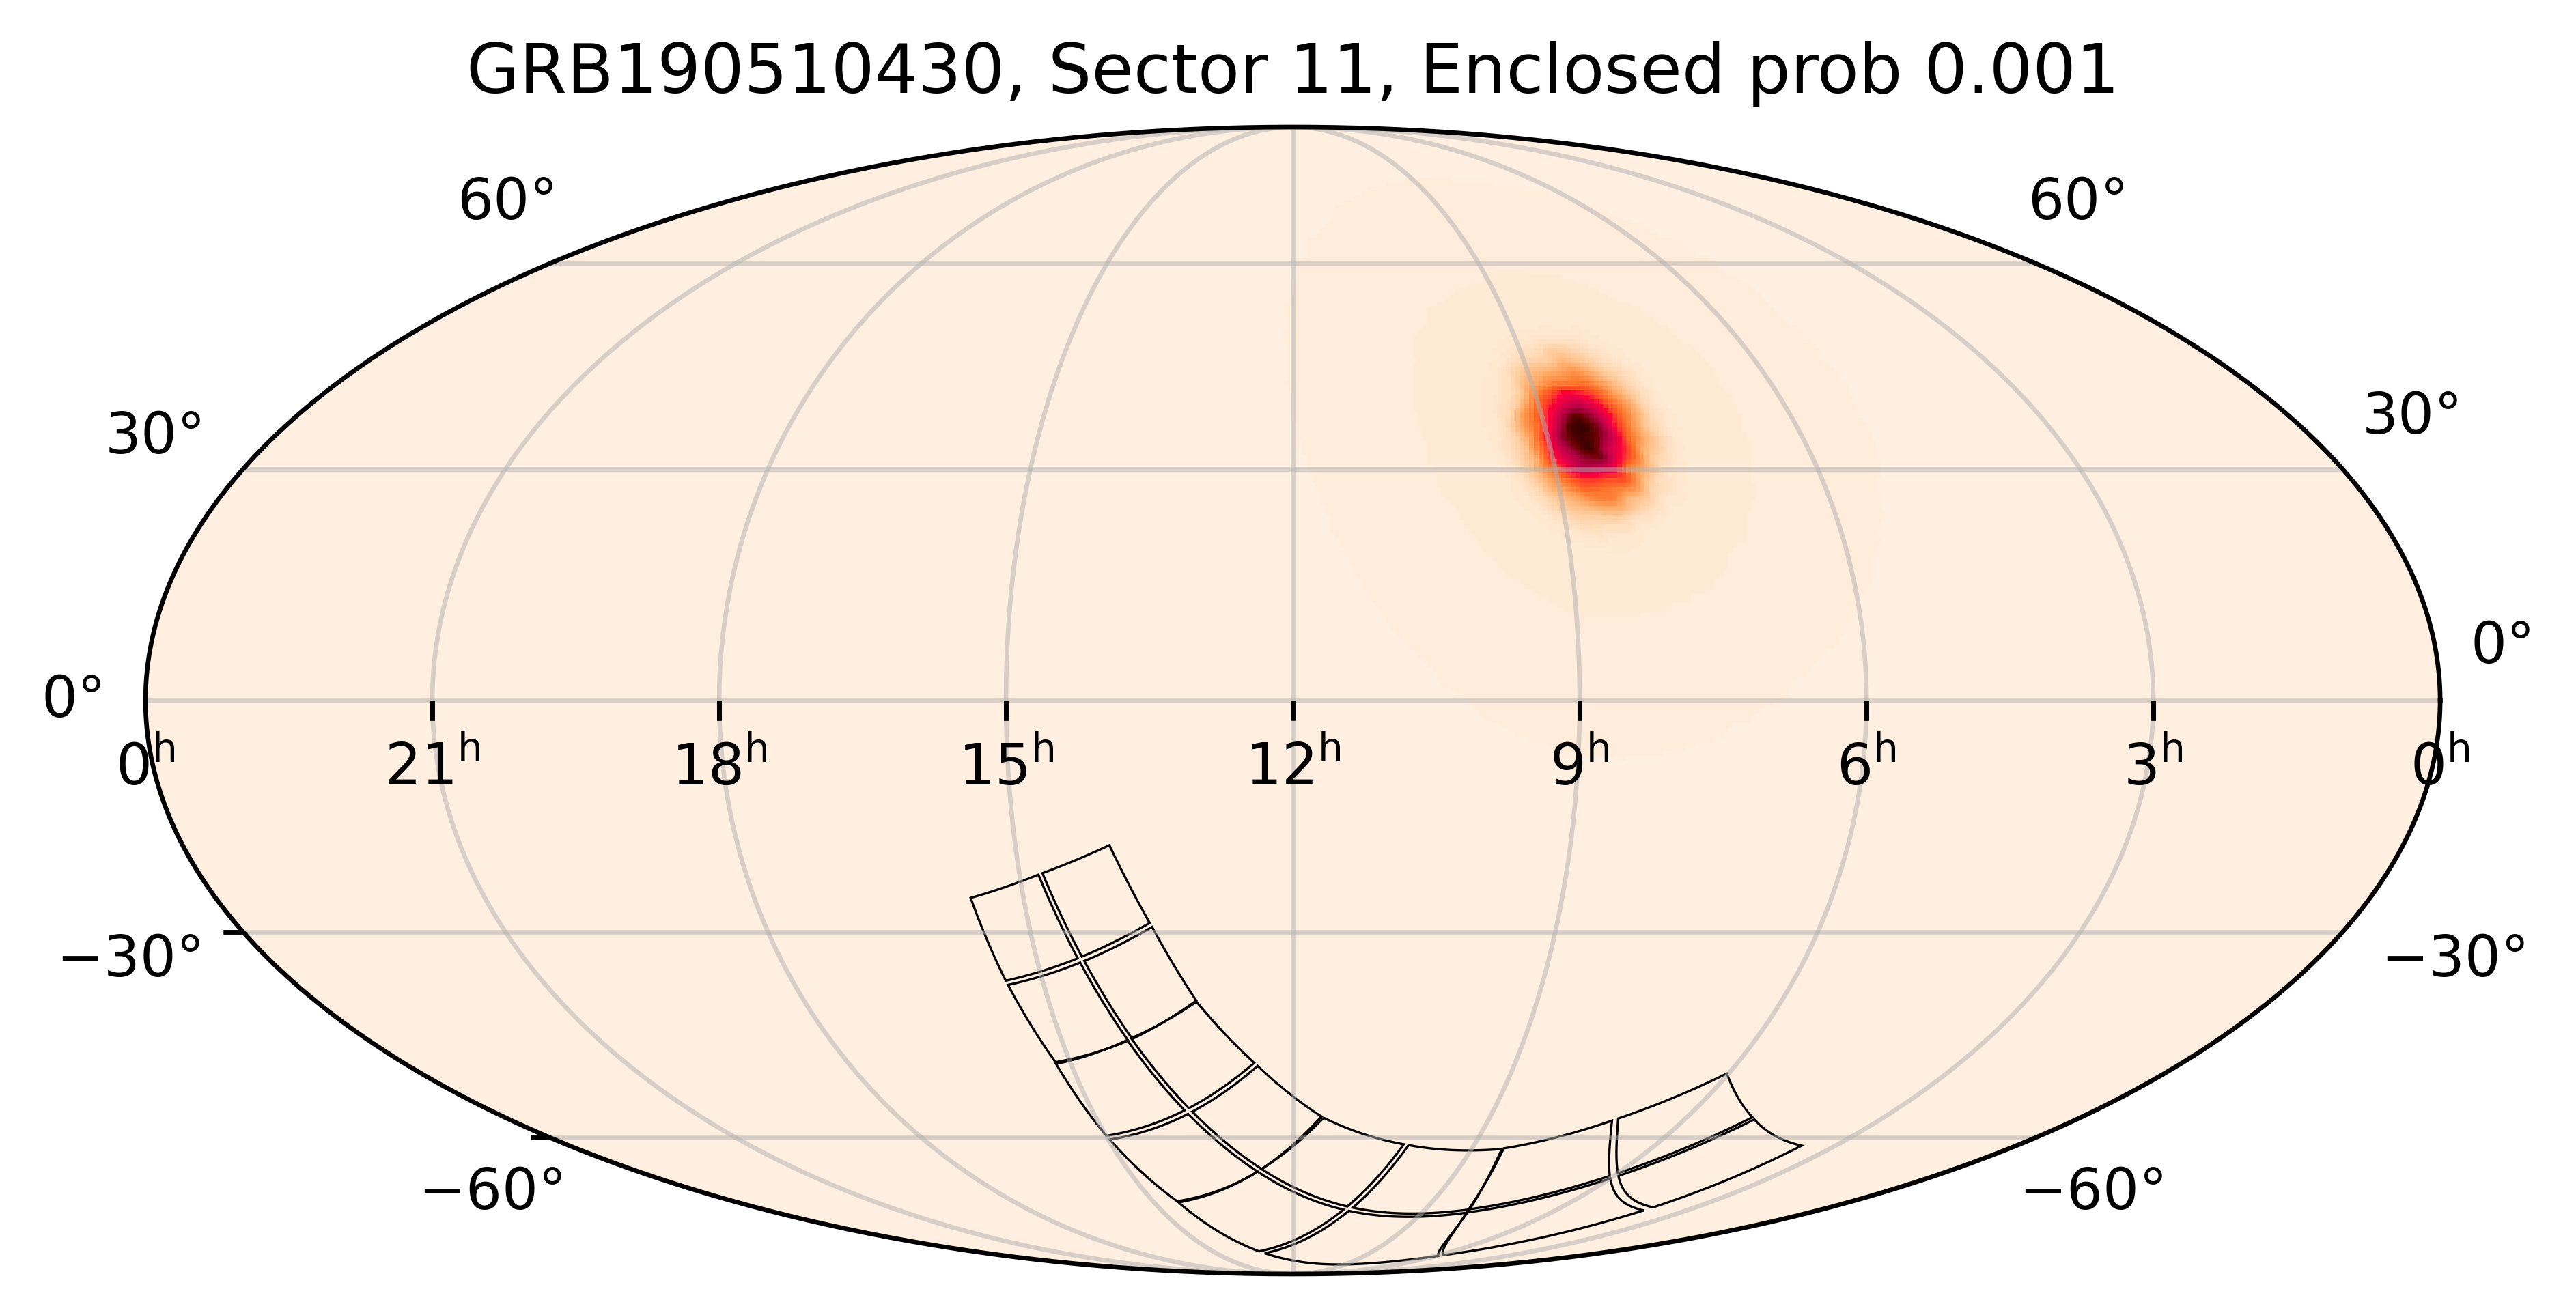 GRB190510430, Sector 11, Enclosed prob 0.001
60° 60°
30° 30°
0° 0°
0h 21h 18h 15h 12h 9h 6h 3h 0h
−30° −30°
−60° −60°